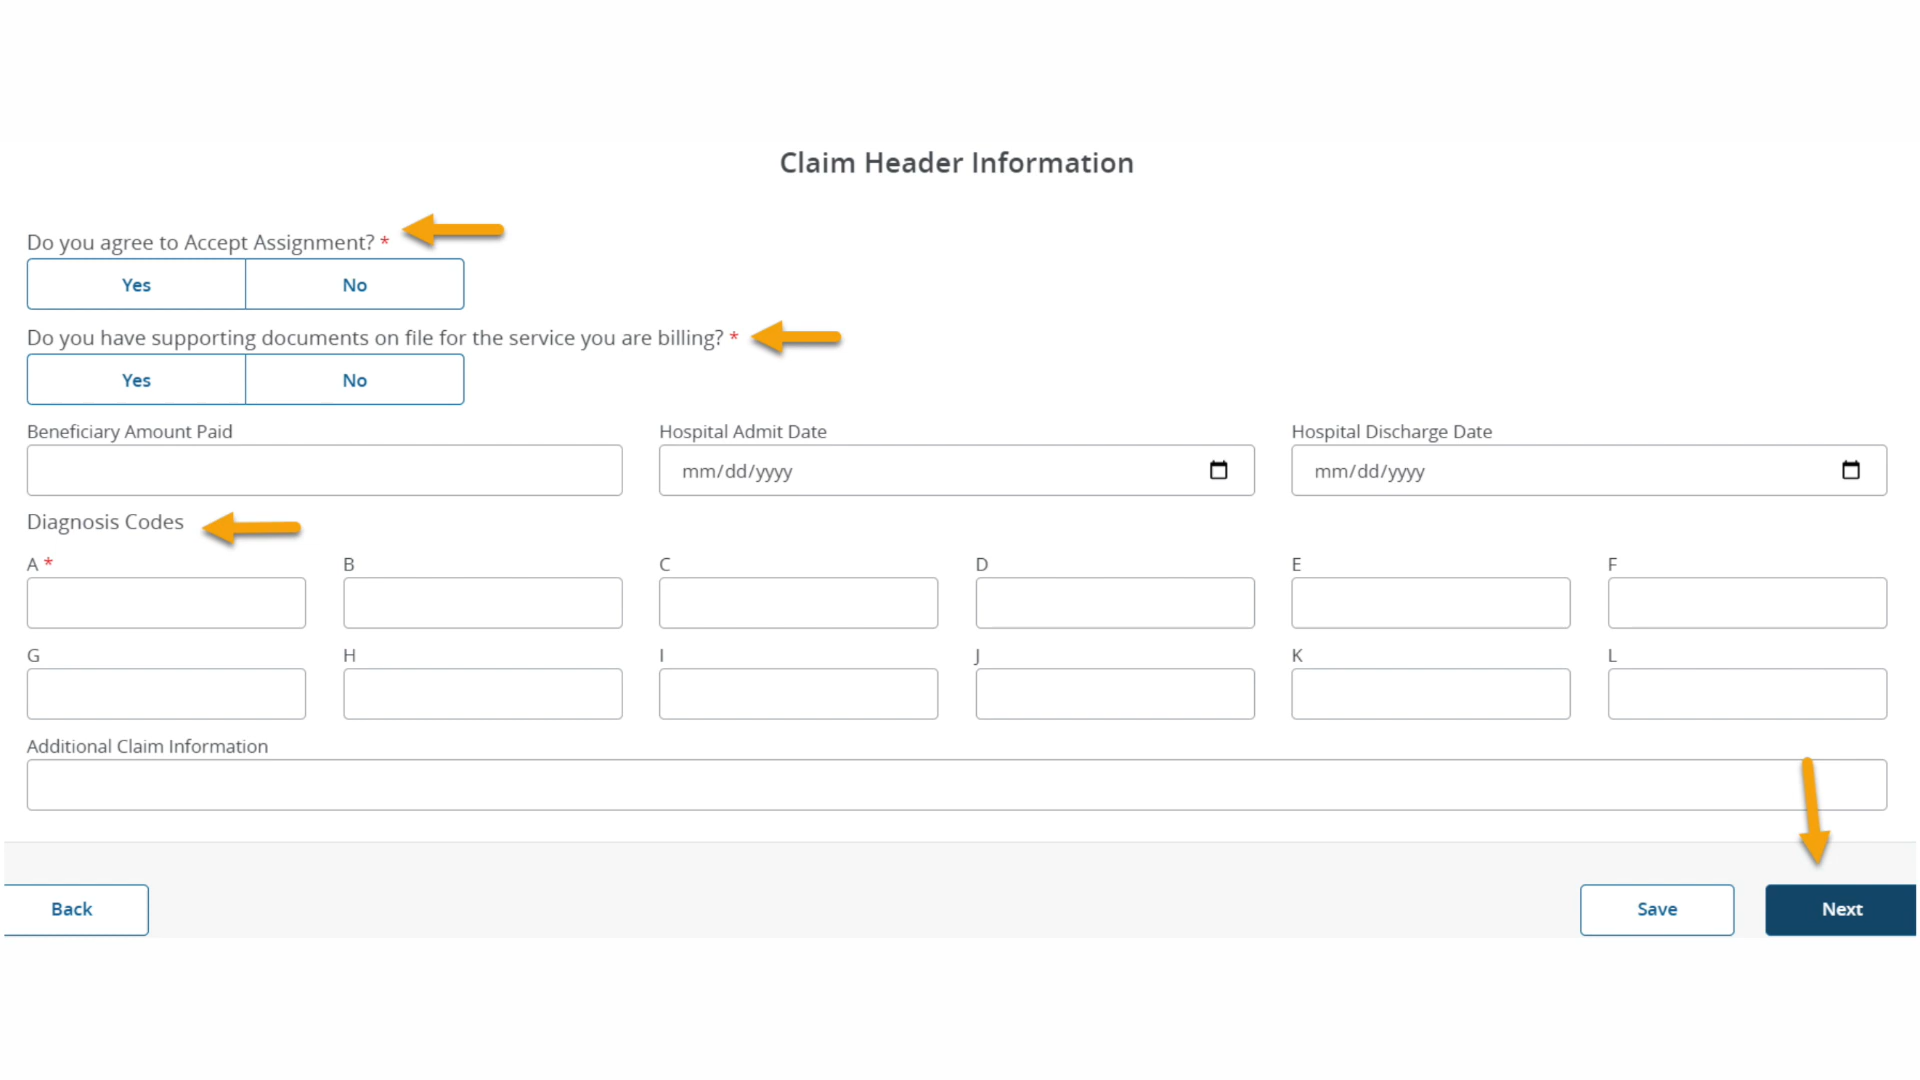 Claim Header Information
Do you agree to Accept Assignment? *
Yes No
Do you have supporting documents on file for the service you are billing? *
Yes No
Beneficiary Amount Paid Hospital Admit Date Hospital Discharge Date
mm/dd/yyyy mm/dd/yyyy
Diagnosis Codes
A * B C D E F
G H I J K L
Additional Claim Information
Back Save Next